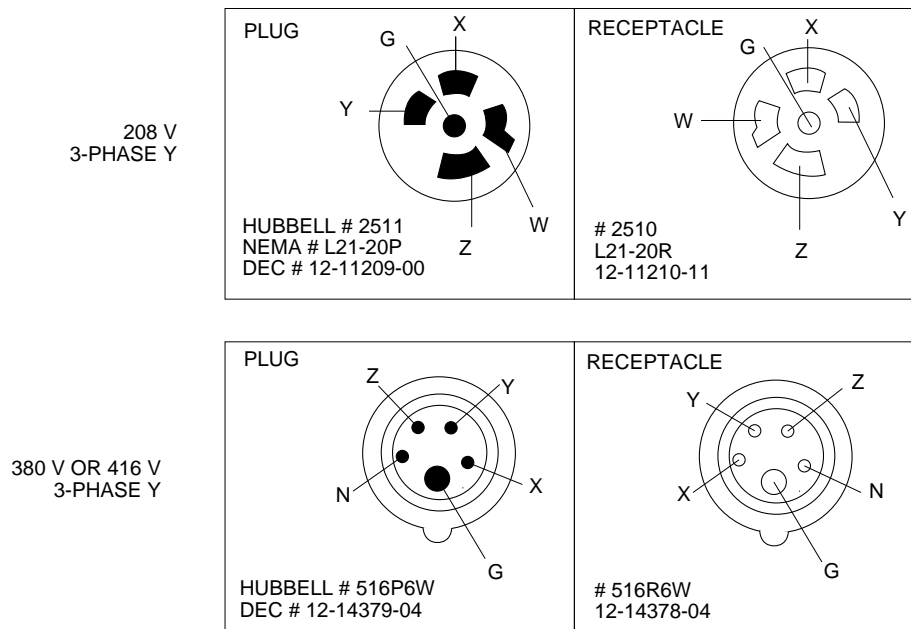 PLUG
G
X
Y
W
Z
HUBBELL # 2511
NEMA # L21-20P
DEC # 12-11209-00
RECEPTACLE
G
X
W
Y
Z
# 2510
L21-20R
12-11210-11
208 V
3-PHASE Y
PLUG
Z
Y
N
X
G
HUBBELL # 516P6W
DEC # 12-14379-04
RECEPTACLE
Y
Z
X
N
G
# 516R6W
12-14378-04
380 V OR 416 V
3-PHASE Y